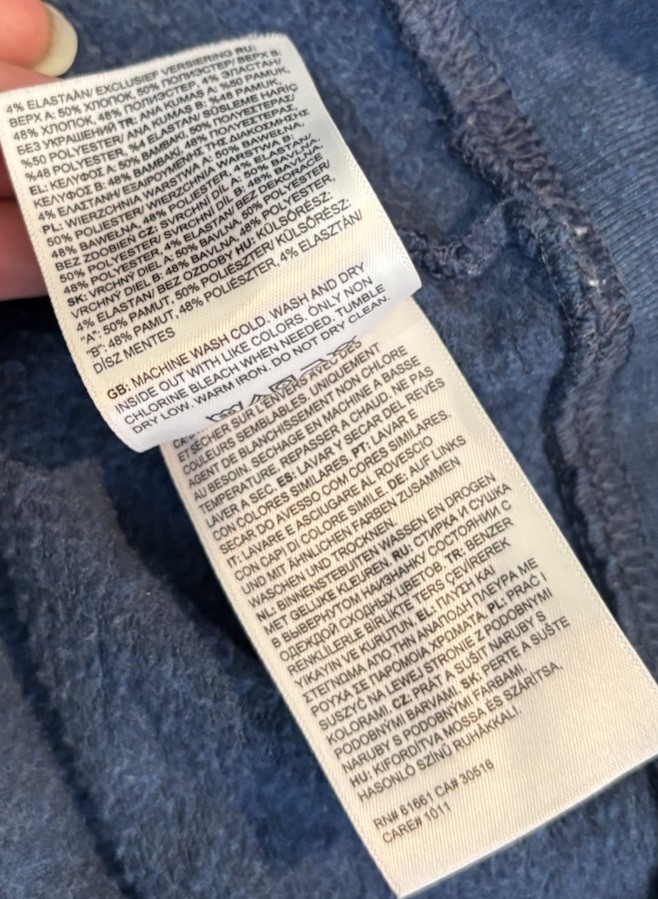 4% ELASTAAN/ EXCLUSIEF VERSIERING RU:
ВЕРХ A: 50% ХЛОПОК, 50% ПОЛИЭСТЕР/ ВЕРХ B:
48% ХЛОПОК, 48% ПОЛИЭСТЕР, 4% ЭЛАСТАН/
БЕЗ УКРАШЕНИЙ TR: ANA KUMAS A: %50 PAMUK,
%50 POLYESTER/ ANA KUMAS B: %48 PAMUK,
%48 POLYESTER, %4 ELASTAN/ SÜSLEME HARIÇ
EL: ΚΕΛΥΦΟΣ A: 50% ΒΑΜΒΑΚΙ, 50% ΠΟΛΥΕΣΤΕΡΑΣ/
ΚΕΛΥΦΟΣ B: 48% ΒΑΜΒΑΚΙ, 48% ΠΟΛΥΕΣΤΕΡΑΣ,
4% ΕΛΑΣΤΑΝΗ/ ΕΞΑΙΡΟΥΜΕΝΗΣ ΤΗΣ ΔΙΑΚΟΣΜΗΣΗΣ
PL: WIERZCHNIA WARSTWA A: 50% BAWEŁNA,
50% POLIESTER/ WIERZCHNIA WARSTWA B:
48% BAWEŁNA, 48% POLIESTER, 4% ELASTAN/
BEZ ZDOBIEŃ CZ: SVRCHNÍ DÍL A: 50% BAVLNA,
50% POLYESTER/ SVRCHNÍ DÍL B: 48% BAVLNA,
48% POLYESTER, 4% ELASTAN/ BEZ DEKORACE
SK: VRCHNÝ DIEL A: 50% BAVLNA, 50% POLYESTER/
VRCHNÝ DIEL B: 48% BAVLNA, 48% POLYESTER,
4% ELASTAN/ BEZ OZDOBY HU: KÜLSŐRÉSZ:
"A": 50% PAMUT, 50% POLIÉSZTER/ KÜLSŐRÉSZ:
"B": 48% PAMUT, 48% POLIÉSZTER, 4% ELASZTÁN/
DÍSZ MENTES
GB: MACHINE WASH COLD. WASH AND DRY
INSIDE OUT WITH LIKE COLORS. ONLY NON
CHLORINE BLEACH WHEN NEEDED. TUMBLE
DRY LOW. WARM IRON. DO NOT DRY CLEAN.
ET SÉCHER SUR L'ENVERS AVEC DES
COULEURS SEMBLABLES. UNIQUEMENT
AGENT DE BLANCHISSEMENT NON CHLORE
AU BESOIN. SECHAGE EN MACHINE A BASSE
TEMPERATURE. REPASSER A CHAUD. NE PAS
LAVER A SEC. ES: LAVAR Y SECAR DEL REVÉS
CON COLORES SIMILARES. PT: LAVAR E
SECAR DO AVESSO COM CORES SIMILARES.
IT: LAVARE E ASCIUGARE AL ROVESCIO
CON CAPI DI COLORE SIMILE. DE: AUF LINKS
UND MIT ÄHNLICHEN FARBEN ZUSAMMEN
WASCHEN UND TROCKNEN.
NL: BINNENSTEBUITEN WASSEN EN DROGEN
MET GELIJKE KLEUREN. RU: СТИРКА И СУШКА
В ВЫВЕРНУТОМ НАИЗНАНКУ СОСТОЯНИИ С
ОДЕЖДОЙ СХОДНЫХ ЦВЕТОВ. TR: BENZER
RENKLILERLE BIRLIKTE TERS ÇEVIREREK
YIKAYIN VE KURUTUN. EL: ΠΛΥΣΗ ΚΑΙ
ΣΤΕΓΝΩΜΑ ΑΠΟ ΤΗΝ ΑΝΑΠΟΔΗ ΠΛΕΥΡΑ ΜΕ
ΡΟΥΧΑ ΣΕ ΠΑΡΟΜΟΙΑ ΧΡΩΜΑΤΑ. PL: PRAĆ I
SUSZYĆ NA LEWEJ STRONIE Z PODOBNYMI
KOLORAMI. CZ: PRÁT A SUŠIT NARUBY S
PODOBNÝMI BARVAMI. SK: PERTE A SUŠTE
NARUBY S PODOBNÝMI FARBAMI.
HU: KIFORDÍTVA MOSSA ÉS SZÁRÍTSA,
HASONLÓ SZÍNŰ RUHÁKKAL!
RN# 61661 CA# 30516
CARE# 1011